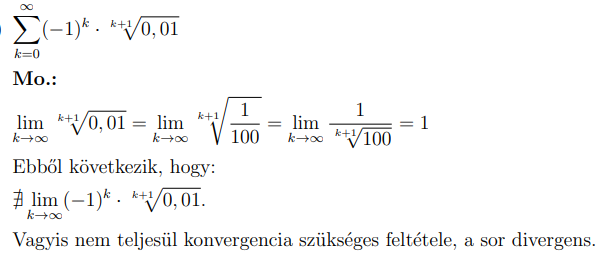 $\sum_{k=0}^{\infty} (-1)^k \cdot \sqrt[k+1]{0,01}$
Mo.:
$\lim_{k \to \infty} \sqrt[k+1]{0,01} = \lim_{k \to \infty} \sqrt[k+1]{\frac{1}{100}} = \lim_{k \to \infty} \frac{1}{\sqrt[k+1]{100}} = 1$
Ebből következik, hogy:
$\nexists \lim_{k \to \infty} (-1)^k \cdot \sqrt[k+1]{0,01}.$
Vagyis nem teljesül konvergencia szükséges feltétele, a sor divergens.